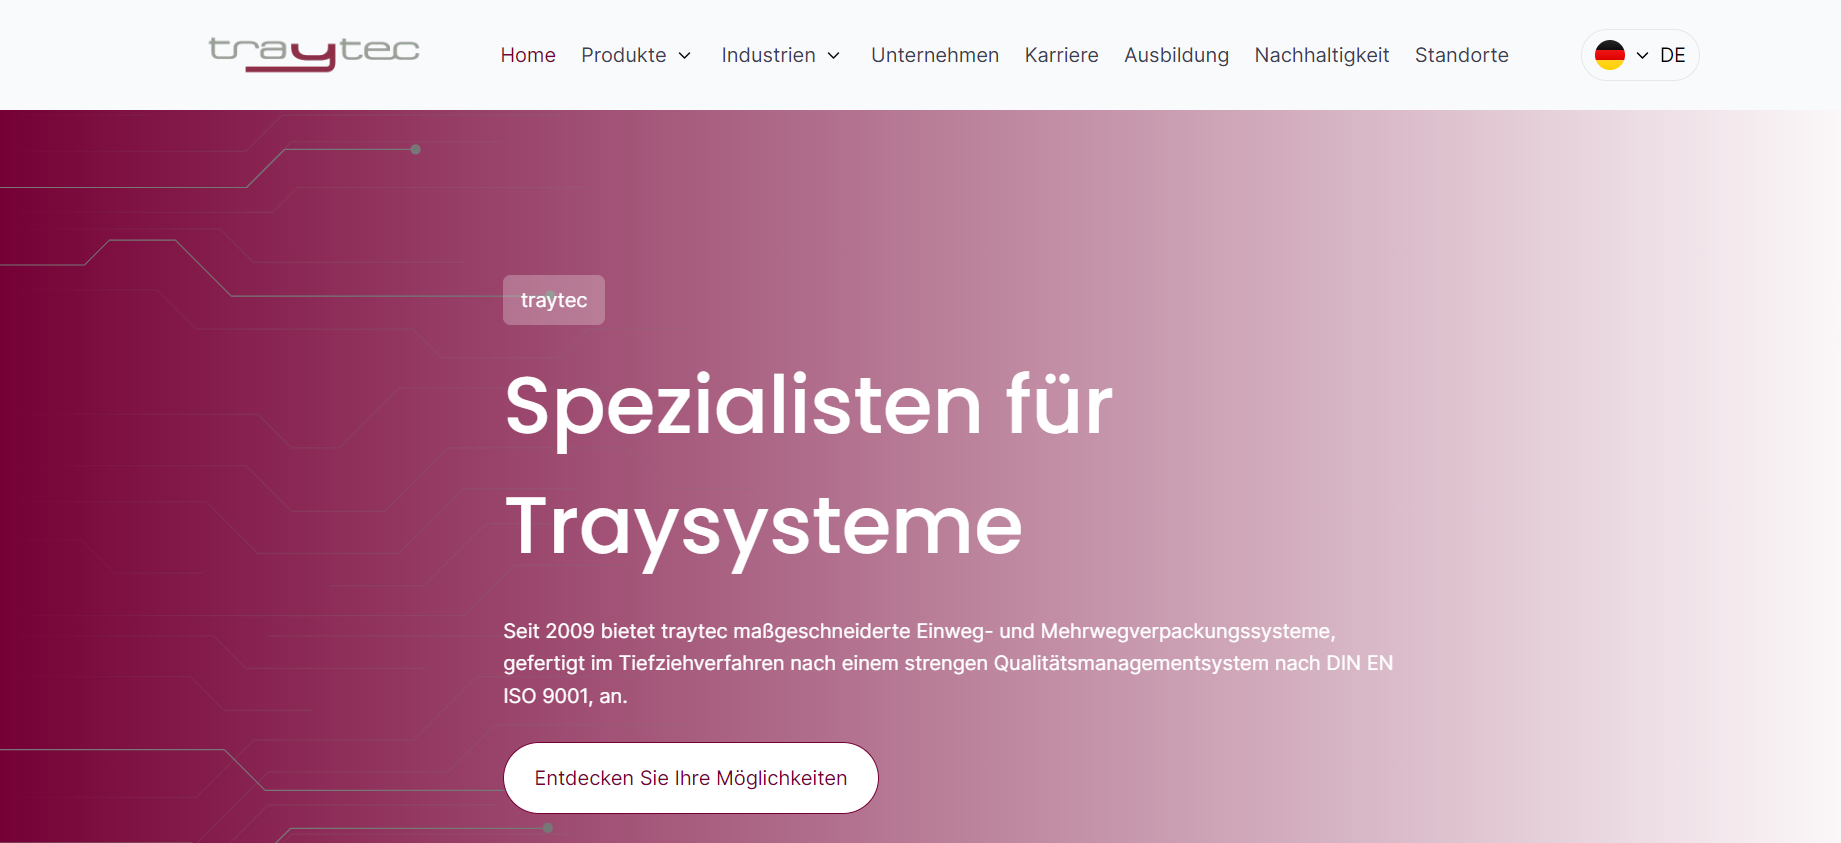 traytec
Home Produkte Industrien Unternehmen Karriere Ausbildung Nachhaltigkeit Standorte DE
traytec
Spezialisten für
Traysysteme
Seit 2009 bietet traytec maßgeschneiderte Einweg- und Mehrwegverpackungssysteme,
gefertigt im Tiefziehverfahren nach einem strengen Qualitätsmanagementsystem nach DIN EN
ISO 9001, an.
Entdecken Sie Ihre Möglichkeiten